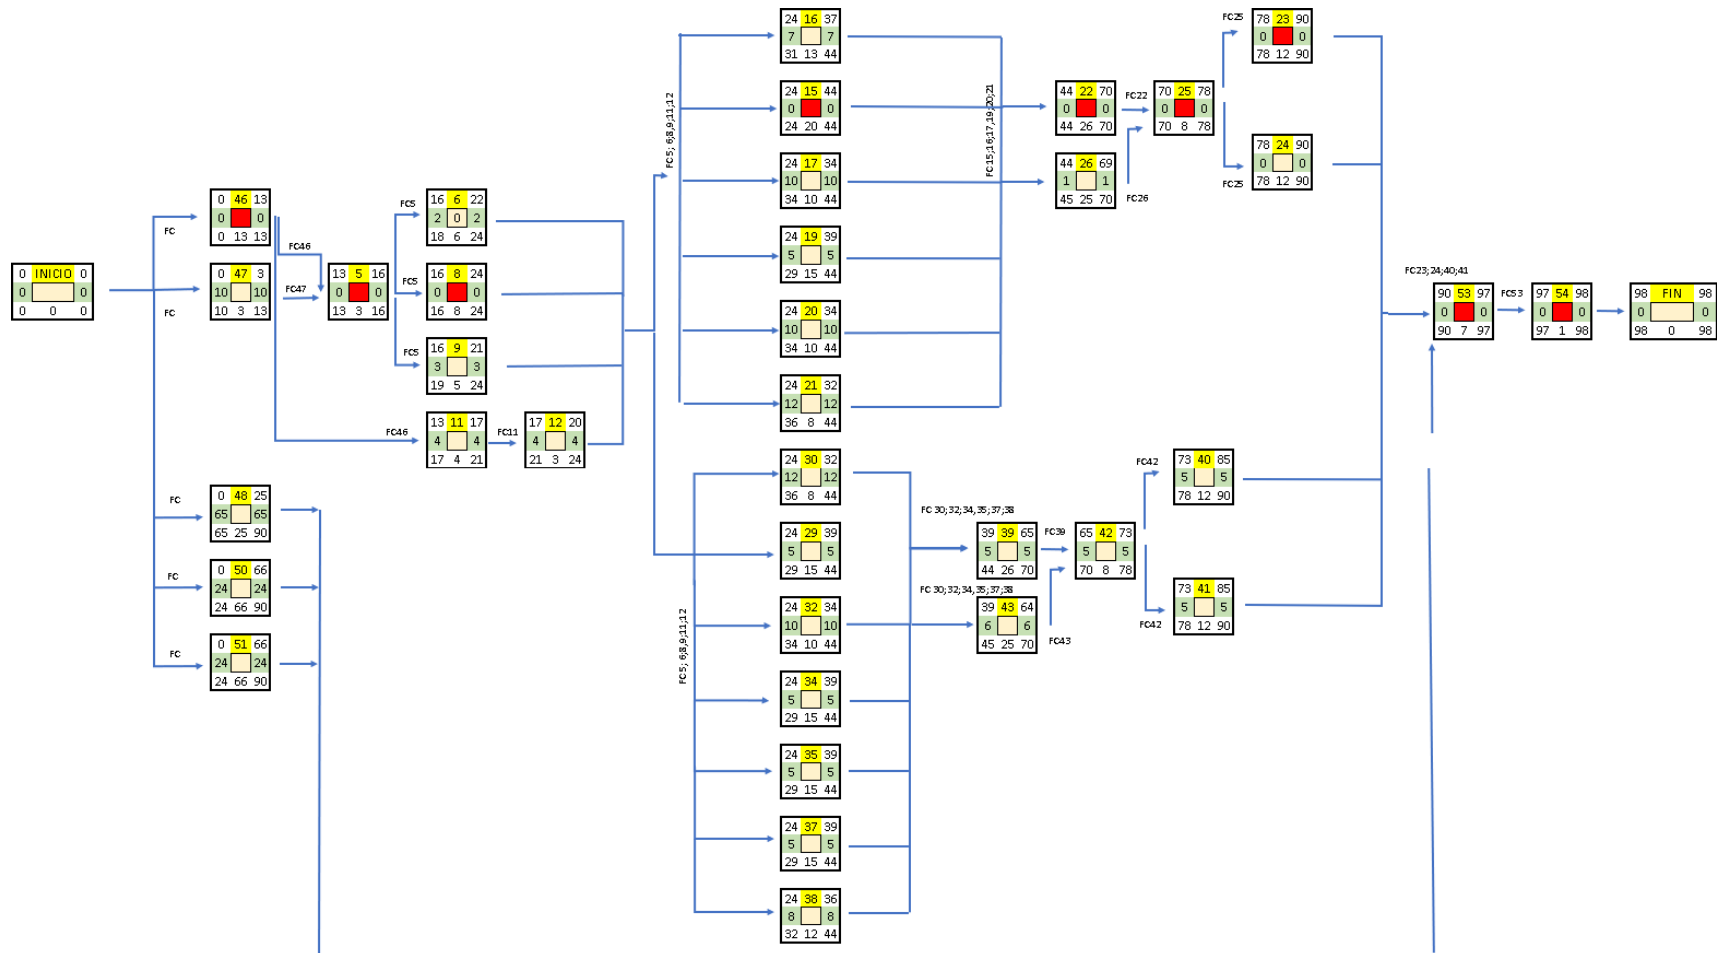 0 INICIO 0
0 0
0 0 0
FC
FC
FC
FC
FC
0 46 13
0 0
0 13 13
0 47 3
10 10
10 3 13
0 48 25
65 65
65 25 90
0 50 66
24 24
24 66 90
0 51 66
24 24
24 66 90
FC46
FC47
13 5 16
0 0
13 3 16
FC5
FC5
FC5
FC46
16 6 22
2 0 2
18 6 24
16 8 24
0 0
16 8 24
16 9 21
3 3
19 5 24
13 11 17
4 4
17 4 21
FC11
17 12 20
4 4
21 3 24
FC5; 6;8,9;11;12
FC5; 6;8,9;11;12
24 16 37
7 7
31 13 44
24 15 44
0 0
24 20 44
24 17 34
10 10
34 10 44
24 19 39
5 5
29 15 44
24 20 34
10 10
34 10 44
24 21 32
12 12
36 8 44
24 30 32
12 12
36 8 44
24 29 39
5 5
29 15 44
24 32 34
10 10
34 10 44
24 34 39
5 5
29 15 44
24 35 39
5 5
29 15 44
24 37 39
5 5
29 15 44
24 38 36
8 8
32 12 44
FC15;16;17,19;20;21
44 22 70
0 0
44 26 70
44 26 69
1 1
45 25 70
FC22
FC26
70 25 78
0 0
70 8 78
FC25
FC25
78 23 90
0 0
78 12 90
78 24 90
0 0
78 12 90
FC 30;32;34,35;37;38
39 39 65
5 5
44 26 70
FC 30;32;34,35;37;38
39 43 64
6 6
45 25 70
FC39
FC43
65 42 73
5 5
70 8 78
FC42
FC42
73 40 85
5 5
78 12 90
73 41 85
5 5
78 12 90
FC23;24;40;41
90 53 97
0 0
90 7 97
FC53
97 54 98
0 0
97 1 98
98 FIN 98
0 0
98 0 98